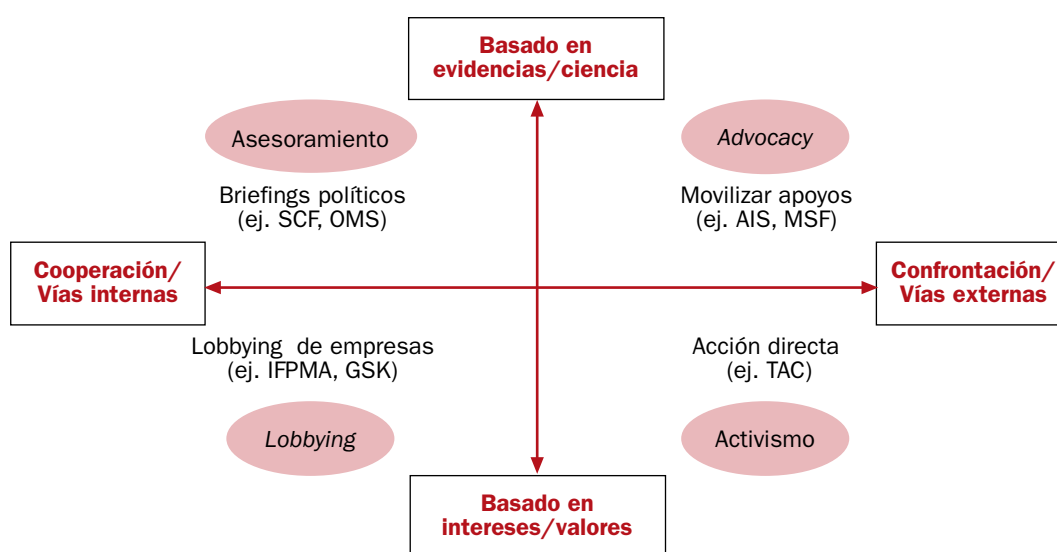 Basado en
evidencias/ciencia
Asesoramiento
Advocacy
Briefings políticos
(ej. SCF, OMS)
Movilizar apoyos
(ej. AIS, MSF)
Cooperación/
Vías internas
Confrontación/
Vías externas
Lobbying de empresas
(ej. IFPMA, GSK)
Acción directa
(ej. TAC)
Lobbying
Activismo
Basado en
intereses/valores